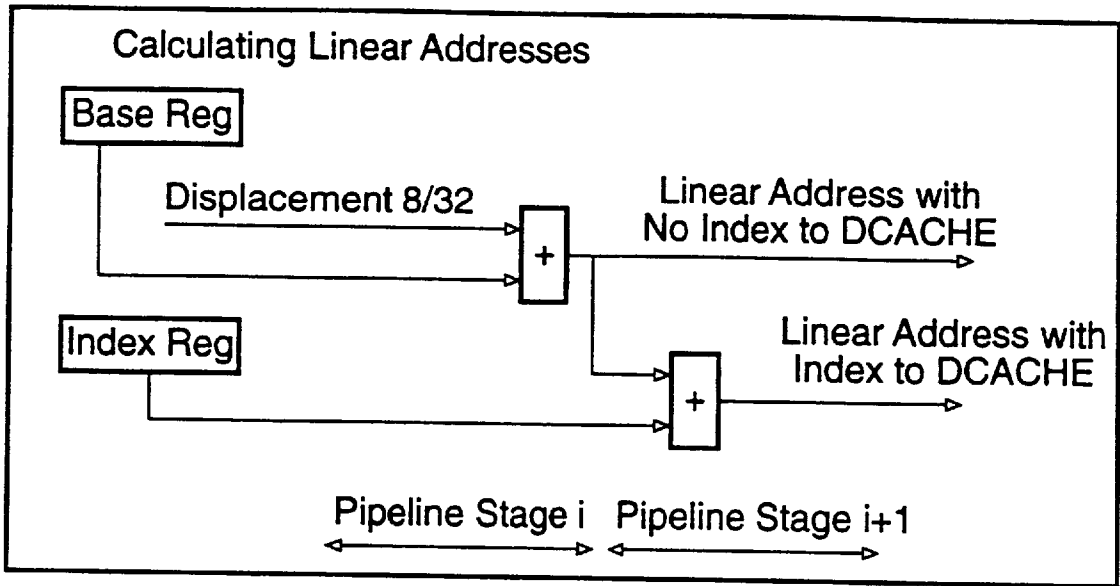 Calculating Linear Addresses
Base Reg
Displacement 8/32
+
Linear Address with
No Index to DCACHE
Index Reg
+
Linear Address with
Index to DCACHE
Pipeline Stage i
Pipeline Stage i+1